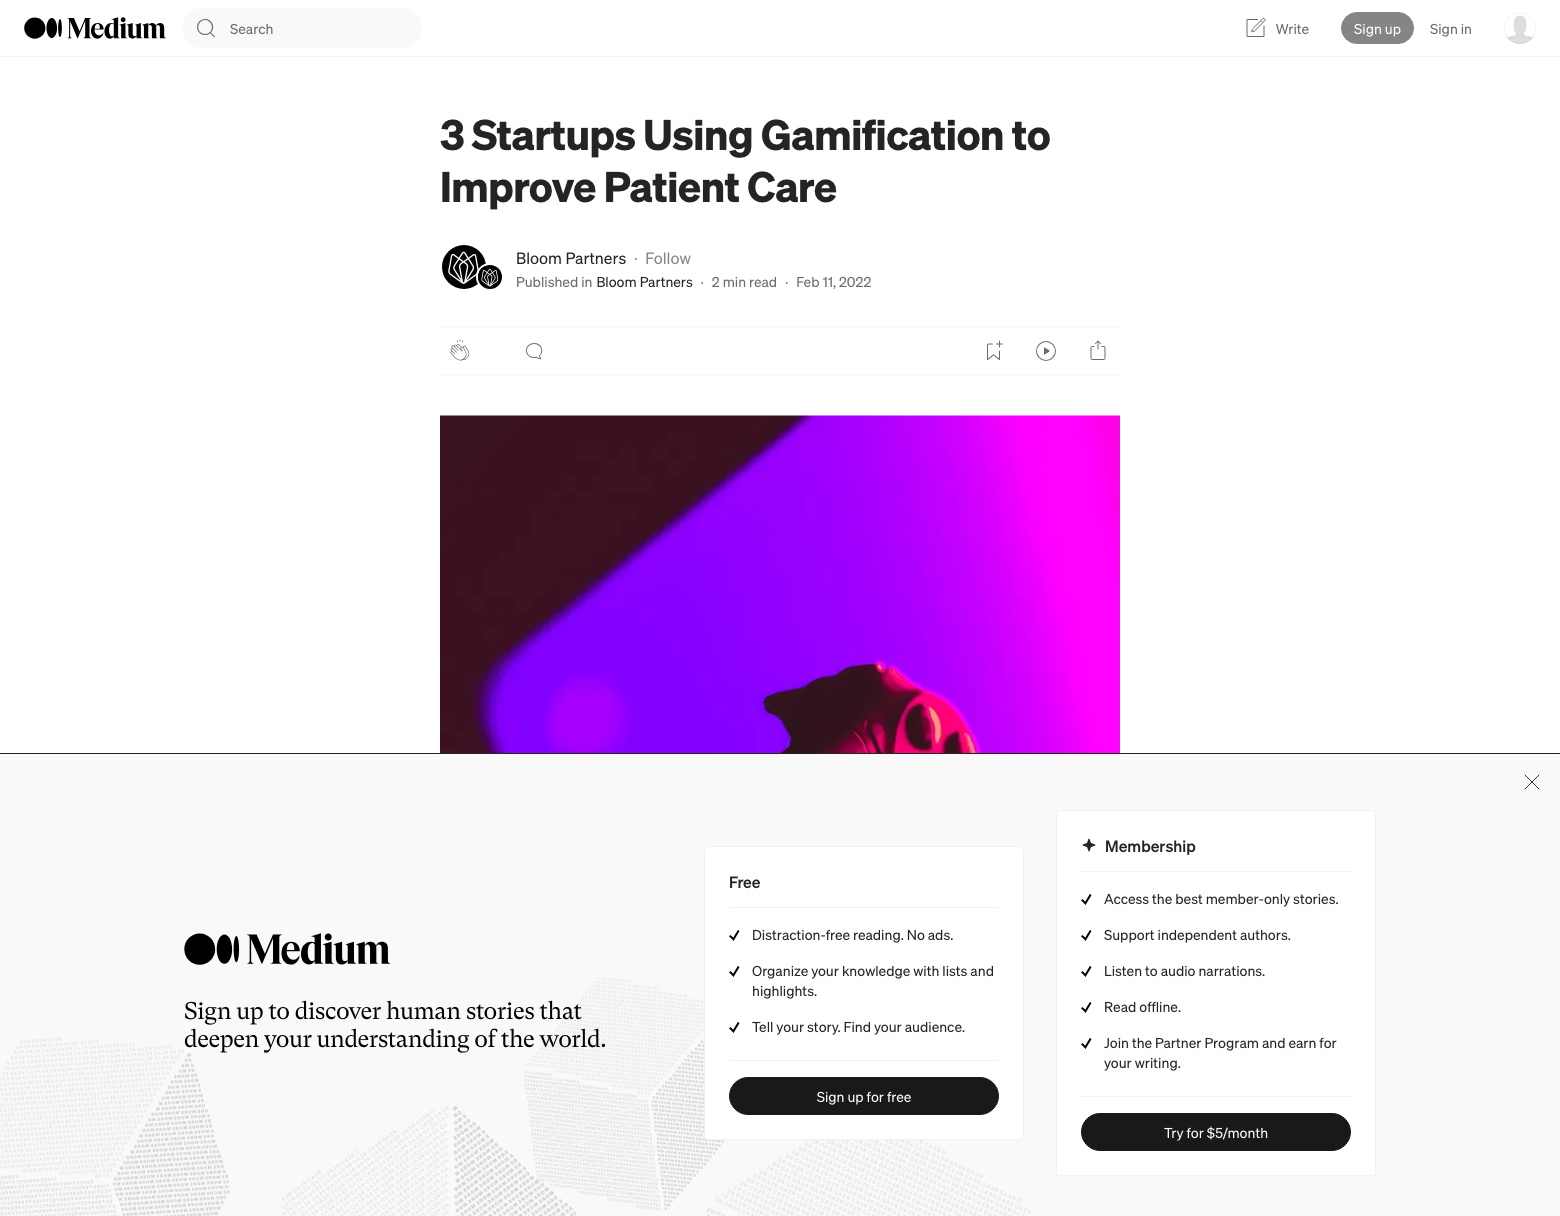 Medium
Search
Write
Sign up
Sign in
3 Startups Using Gamification to
Improve Patient Care
Bloom Partners · Follow
Published in Bloom Partners · 2 min read · Feb 11, 2022
Medium
Sign up to discover human stories that
deepen your understanding of the world.
Free
Distraction-free reading. No ads.
Organize your knowledge with lists and
highlights.
Tell your story. Find your audience.
Sign up for free
Membership
Access the best member-only stories.
Support independent authors.
Listen to audio narrations.
Read offline.
Join the Partner Program and earn for
your writing.
Try for $5/month